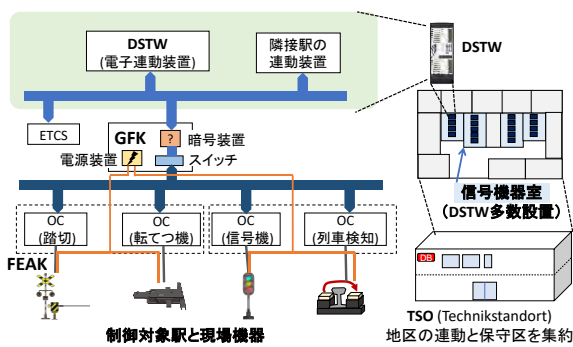 DSTW
(電子連動装置)
隣接駅の
連動装置
DSTW
ETCS
GFK
?
暗号装置
電源装置
スイッチ
信号機器室
(DSTW多数設置)
OC
(踏切)
OC
(転てつ機)
OC
(信号機)
OC
(列車検知)
FEAK
DB
制御対象駅と現場機器
TSO (Technikstandort)
地区の連動と保守区を集約